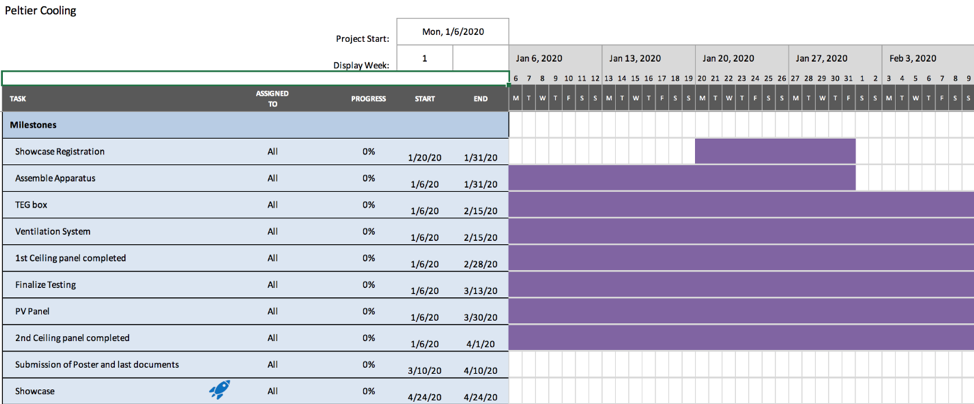 Peltier Cooling
Project Start: Mon, 1/6/2020
Display Week: 1
Jan 6, 2020 Jan 13, 2020 Jan 20, 2020 Jan 27, 2020 Feb 3, 2020
6 7 8 9 10 11 12 13 14 15 16 17 18 19 20 21 22 23 24 25 26 27 28 29 30 31 1 2 3 4 5 6 7 8 9
TASK ASSIGNED TO PROGRESS START END M T W T F S S M T W T F S S M T W T F S S M T W T F S S M T W T F S S
Milestones
Showcase Registration All 0% 1/20/20 1/31/20
Assemble Apparatus All 0% 1/6/20 1/31/20
TEG box All 0% 1/6/20 2/15/20
Ventilation System All 0% 1/6/20 2/15/20
1st Ceiling panel completed All 0% 1/6/20 2/28/20
Finalize Testing All 0% 1/6/20 3/13/20
PV Panel All 0% 1/6/20 3/30/20
2nd Ceiling panel completed All 0% 1/6/20 4/1/20
Submission of Poster and last documents All 0% 3/10/20 4/10/20
Showcase All 0% 4/24/20 4/24/20